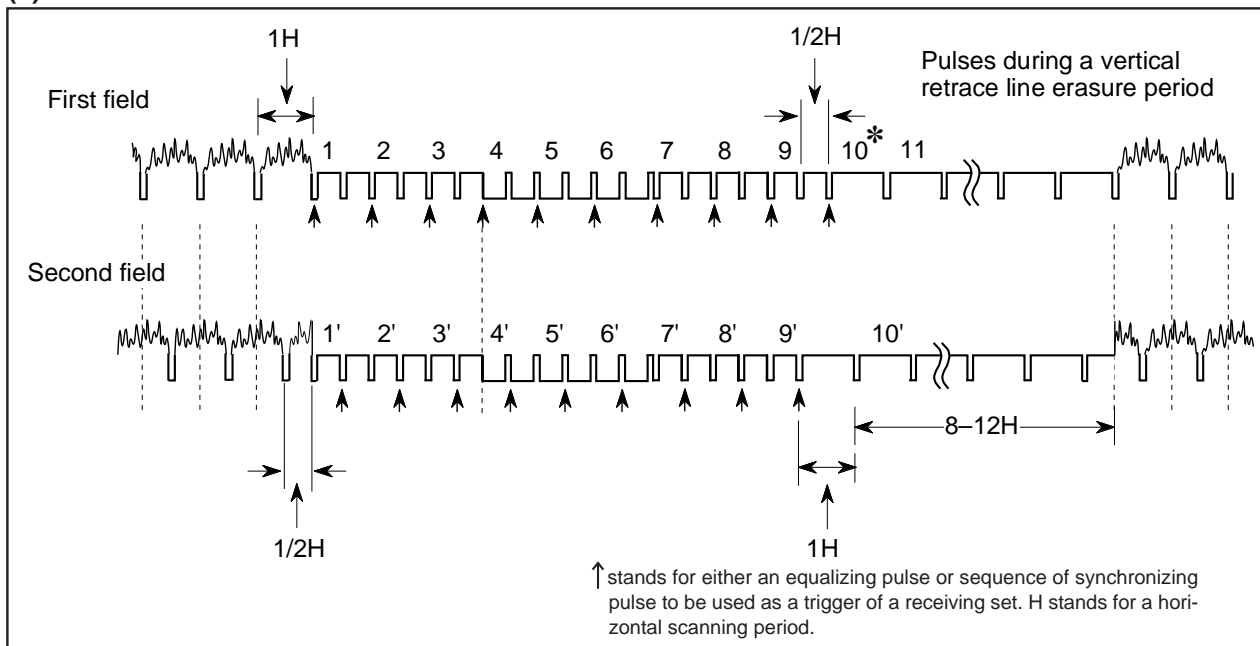 1H
1/2H
Pulses during a vertical
retrace line erasure period
First field
1 2 3 4 5 6 7 8 9 10* 11
Second field
1' 2' 3' 4' 5' 6' 7' 8' 9' 10'
8–12H
1/2H
1H
↑ stands for either an equalizing pulse or sequence of synchronizing
pulse to be used as a trigger of a receiving set. H stands for a hori-
zontal scanning period.